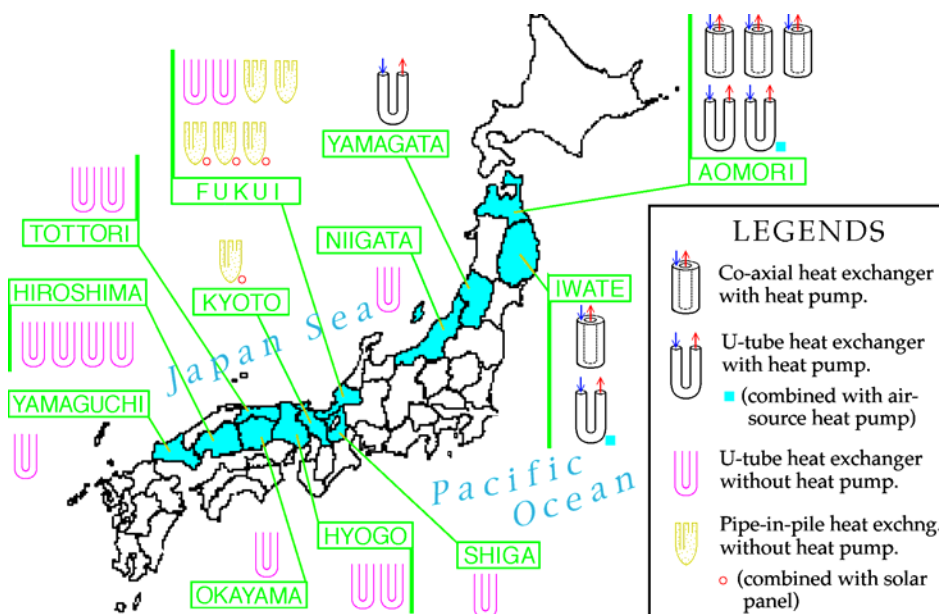 YAMAGATA
AOMORI
FUKUI
TOTTORI
NIIGATA
KYOTO
HIROSHIMA
IWATE
Japan Sea
YAMAGUCHI
Pacific
Ocean
HYOGO
SHIGA
OKAYAMA
LEGENDS
Co-axial heat exchanger
with heat pump.
U-tube heat exchanger
with heat pump.
(combined with air-
source heat pump)
U-tube heat exchanger
without heat pump.
Pipe-in-pile heat exchng.
without heat pump.
(combined with solar
panel)